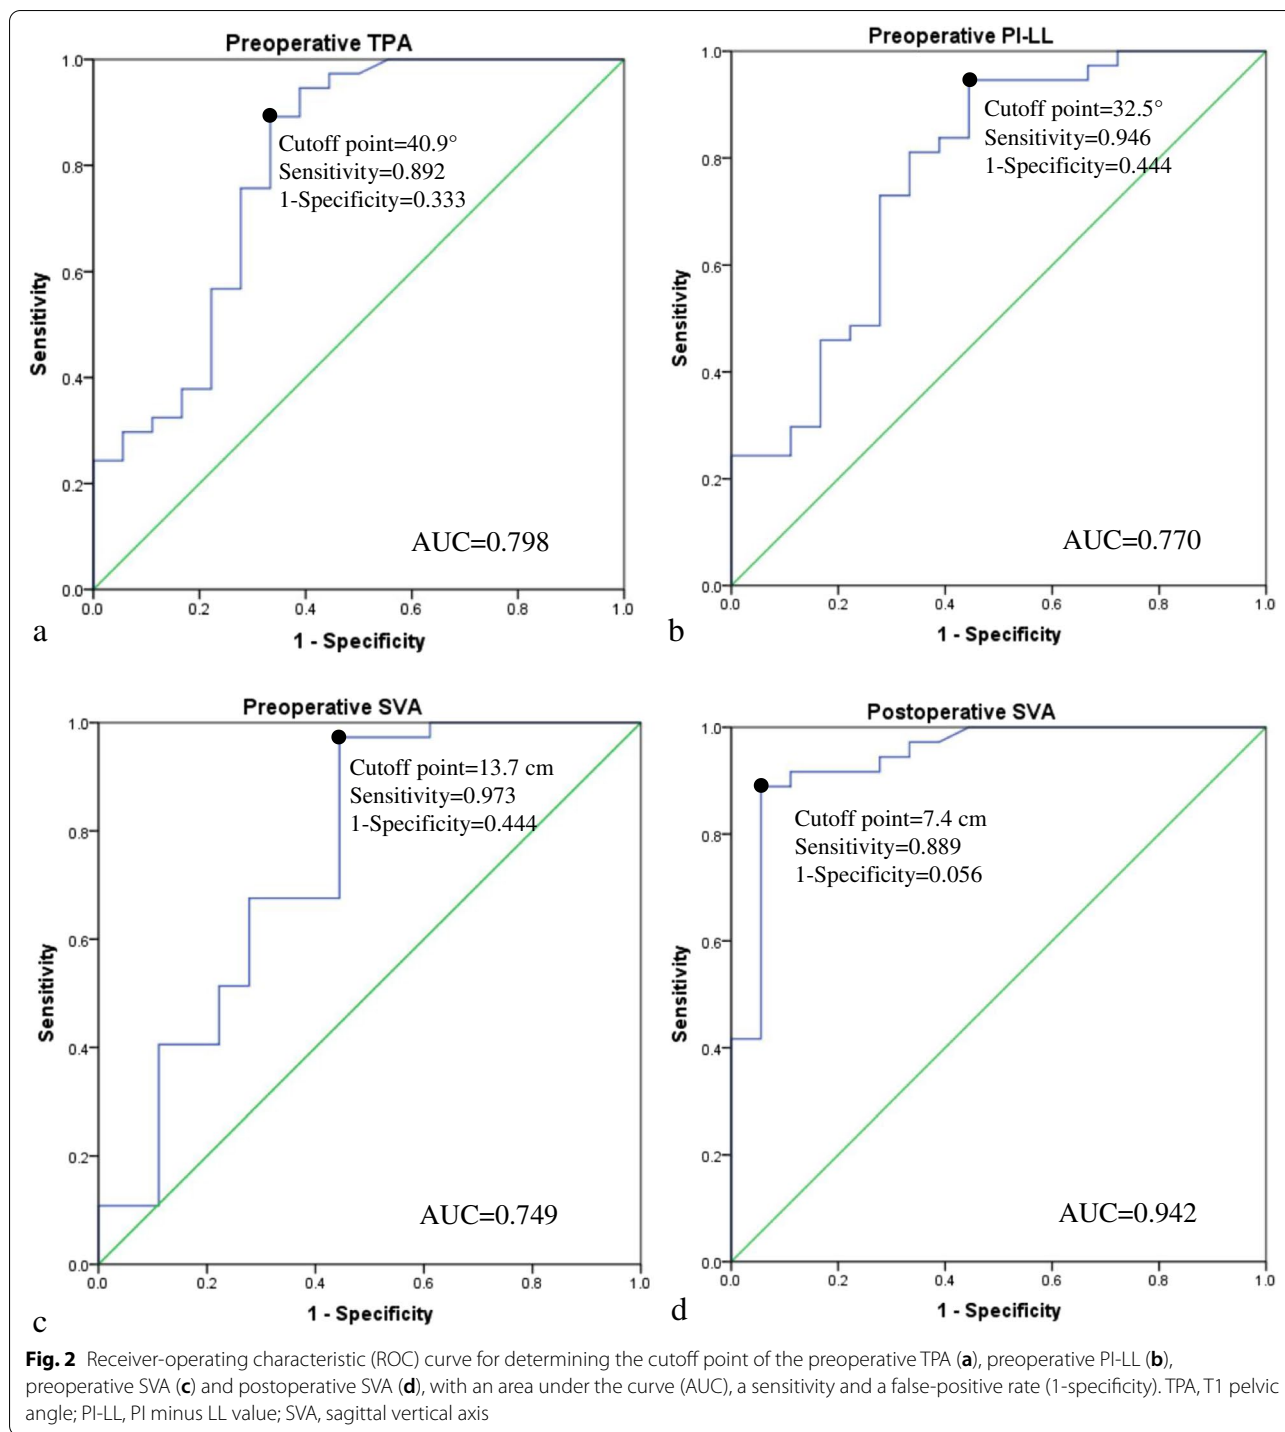 Preoperative TPA
1.0
0.8
0.6
0.4
0.2
0.0
Sensitivity
Cutoff point=40.9°
Sensitivity=0.892
1-Specificity=0.333
AUC=0.798
0.0 0.2 0.4 0.6 0.8 1.0
1 - Specificity
a
Preoperative PI-LL
1.0
0.8
0.6
0.4
0.2
0.0
Sensitivity
Cutoff point=32.5°
Sensitivity=0.946
1-Specificity=0.444
AUC=0.770
0.0 0.2 0.4 0.6 0.8 1.0
1 - Specificity
b
Preoperative SVA
1.0
0.8
0.6
0.4
0.2
0.0
Sensitivity
Cutoff point=13.7 cm
Sensitivity=0.973
1-Specificity=0.444
AUC=0.749
0.0 0.2 0.4 0.6 0.8 1.0
1 - Specificity
c
Postoperative SVA
1.0
0.8
0.6
0.4
0.2
0.0
Sensitivity
Cutoff point=7.4 cm
Sensitivity=0.889
1-Specificity=0.056
AUC=0.942
0.0 0.2 0.4 0.6 0.8 1.0
1 - Specificity
d
Fig. 2 Receiver-operating characteristic (ROC) curve for determining the cutoff point of the preoperative TPA (a), preoperative PI-LL (b),
preoperative SVA (c) and postoperative SVA (d), with an area under the curve (AUC), a sensitivity and a false-positive rate (1-specificity). TPA, T1 pelvic
angle; PI-LL, PI minus LL value; SVA, sagittal vertical axis